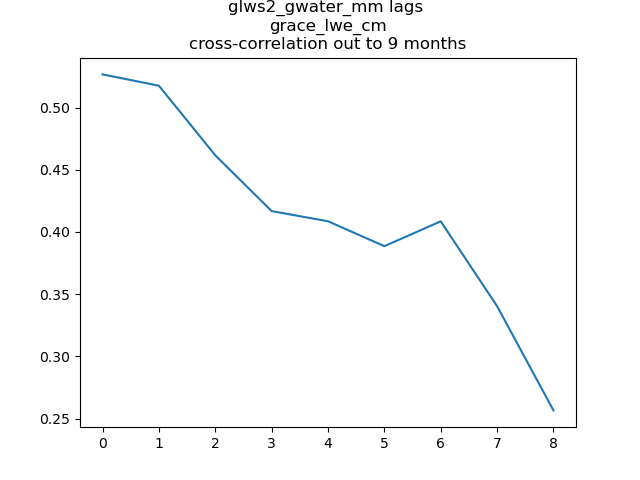 glws2_gwater_mm lags
grace_lwe_cm
cross-correlation out to 9 months
0.50
0.45
0.40
0.35
0.30
0.25
0 1 2 3 4 5 6 7 8